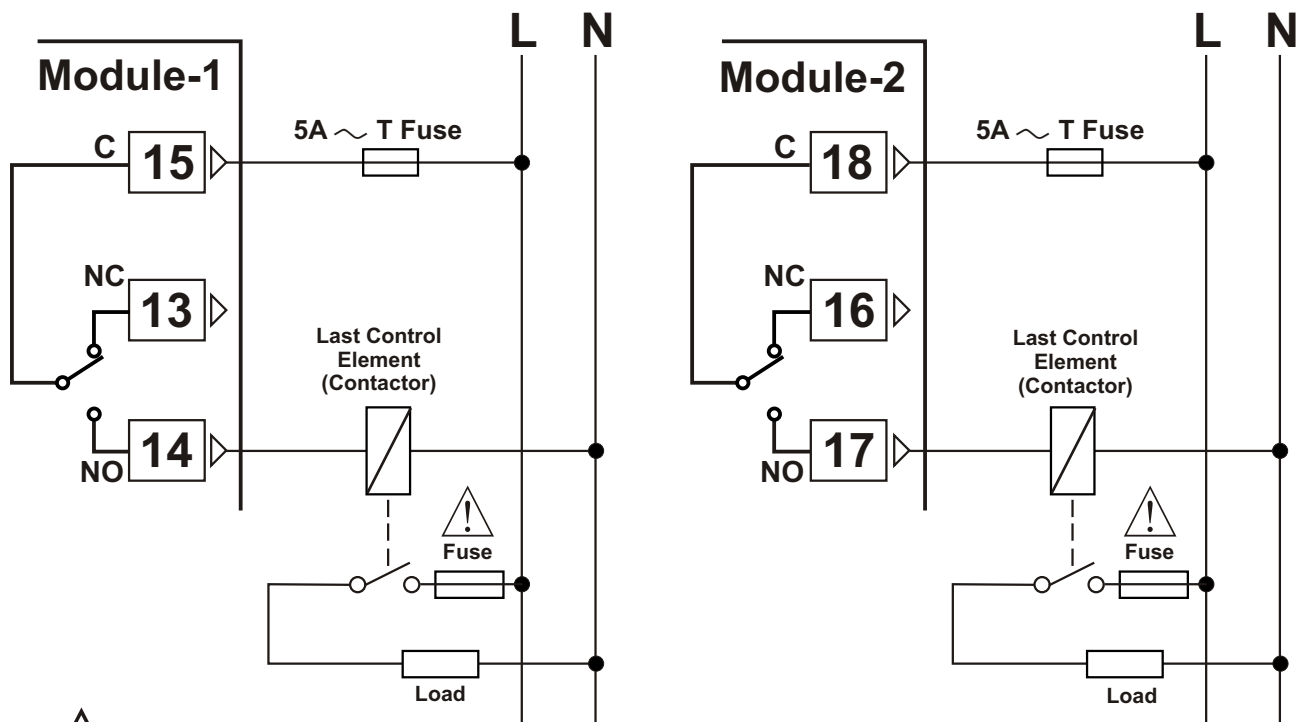 L N
Module-1
5A ~ T Fuse
C
15
NC
13
Last Control
Element
(Contactor)
14
NO
!
Fuse
Load
L N
Module-2
5A ~ T Fuse
C
18
NC
16
Last Control
Element
(Contactor)
17
NO
!
Fuse
Load